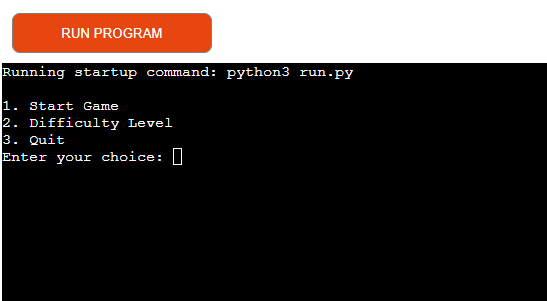 RUN PROGRAM
Running startup command: python3 run.py
1. Start Game
2. Difficulty Level
3. Quit
Enter your choice: